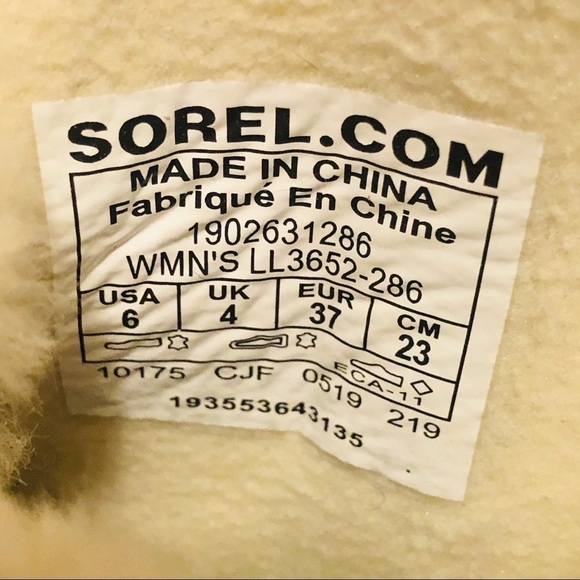 SOREL.COM
MADE IN CHINA
Fabriqué En Chine
1902631286
WMN'S LL3652-286
USA UK EUR CM
6 4 37 23
ECA-11
10175 CJF 0519 219
193553643135